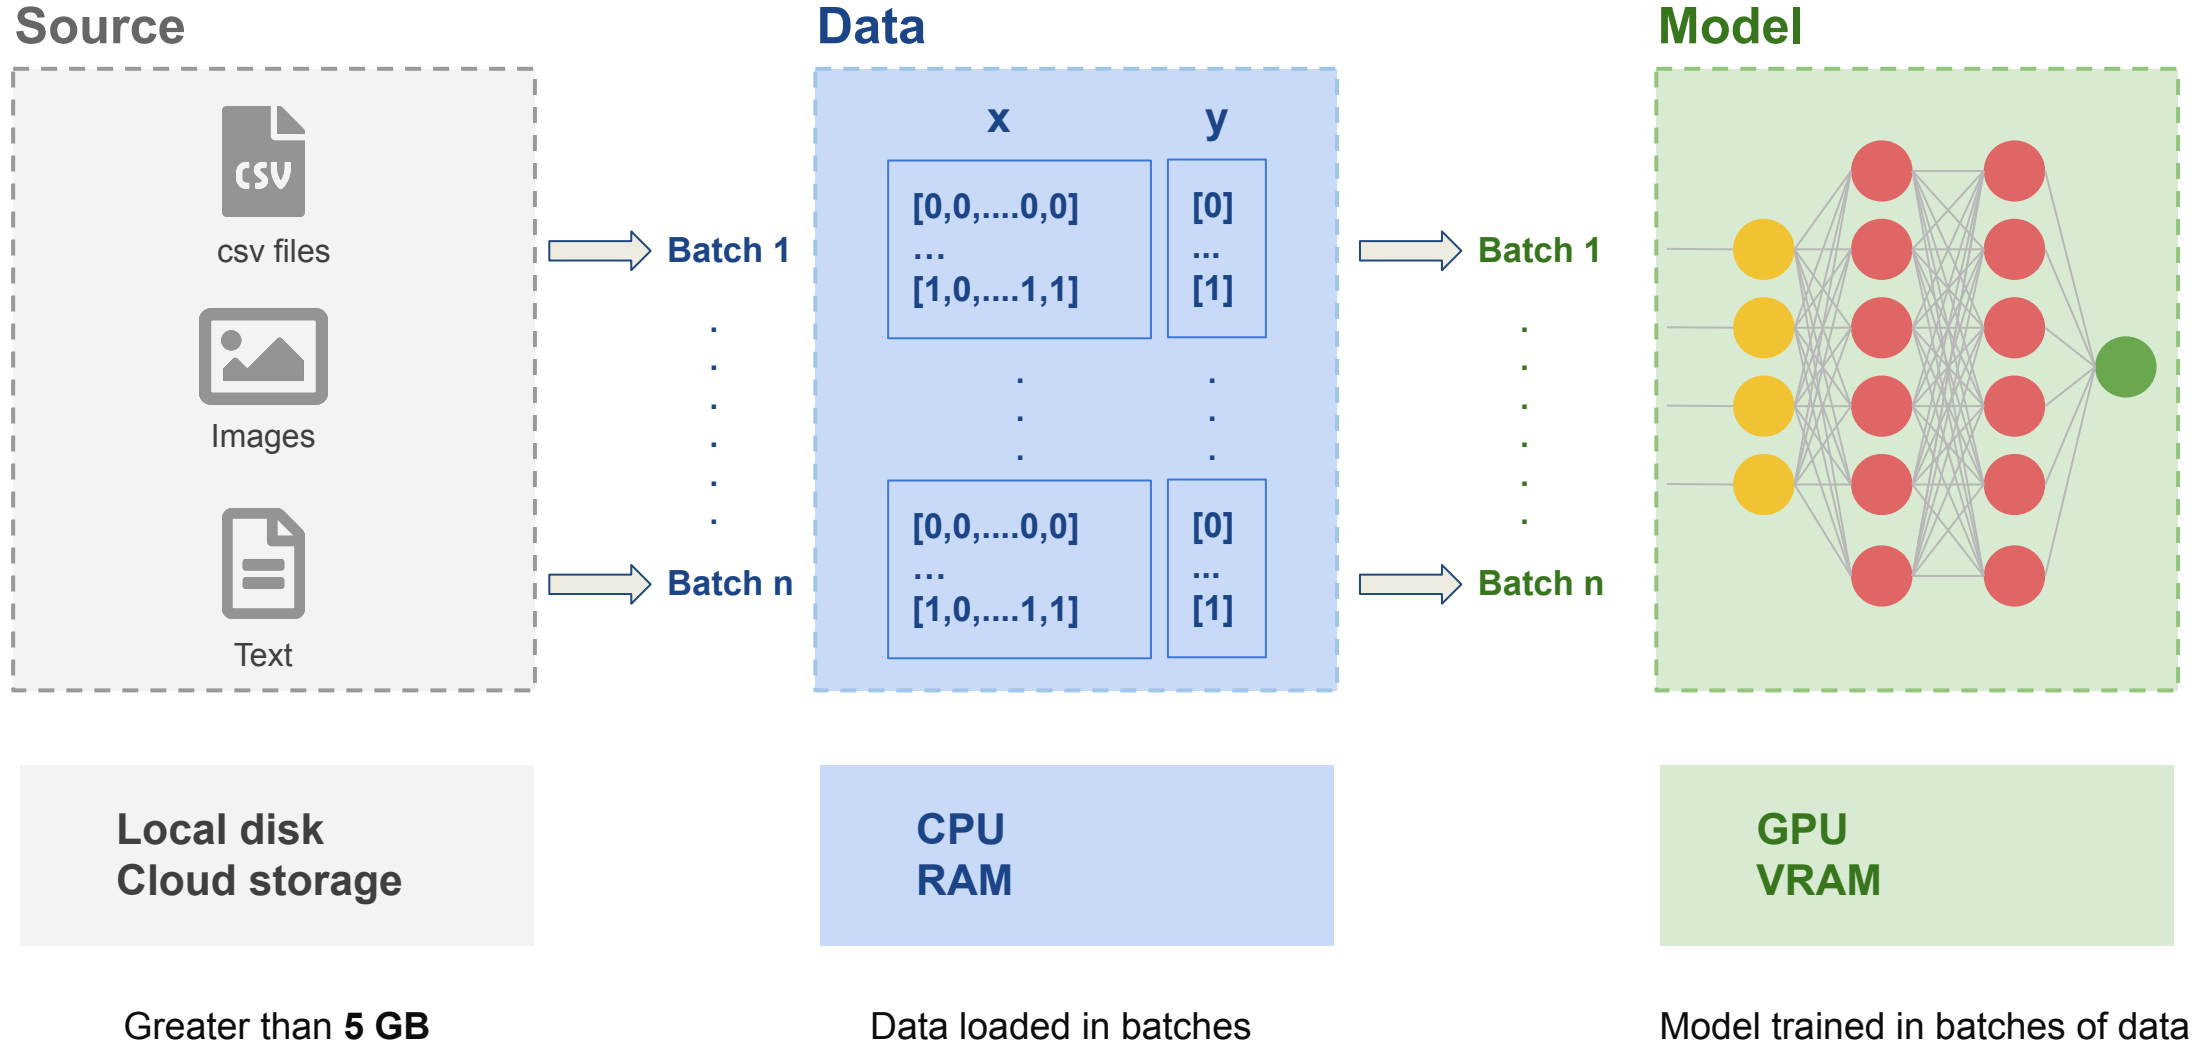 Source
csv
csv files
Images
Text
Local disk
Cloud storage
Greater than 5 GB
Batch 1
.
.
.
.
.
.
Batch n
Data
x y
[0,0,....0,0] [0]
... ...
[1,0,....1,1] [1]
. .
. .
. .
[0,0,....0,0] [0]
... ...
[1,0,....1,1] [1]
CPU
RAM
Data loaded in batches
Batch 1
.
.
.
.
.
.
Batch n
Model
GPU
VRAM
Model trained in batches of data